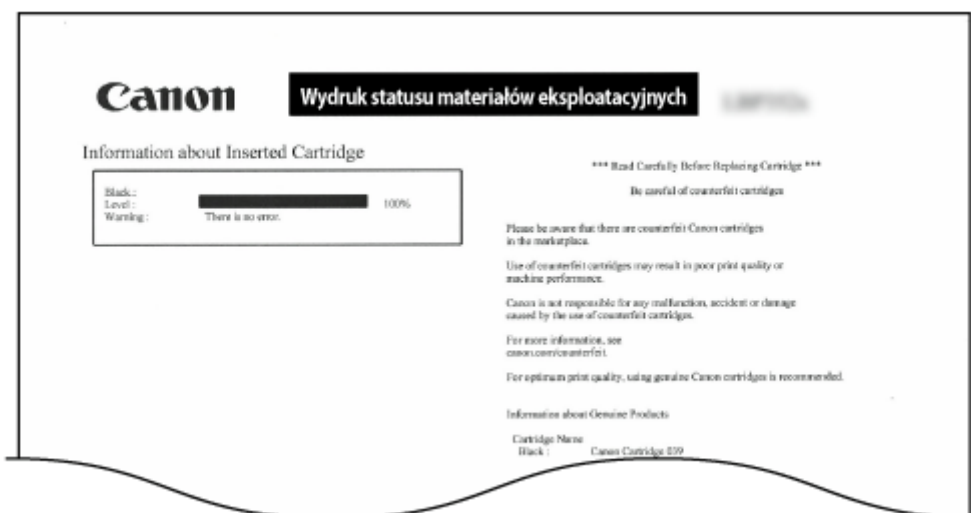 Canon
Wydruk statusu materiałów eksploatacyjnych
Information about Inserted Cartridge
Black :
Level : 100%
Warning : There is no error.
*** Read Carefully Before Replacing Cartridge ***
Be careful of counterfeit cartridges
Please be aware that there are counterfeit Canon cartridges
in the marketplace.
Use of counterfeit cartridges may result in poor print quality or
machine performance.
Canon is not responsible for any malfunction, accident or damage
caused by the use of counterfeit cartridges.
For more information, see
canon.com/counterfeit.
For optimum print quality, using genuine Canon cartridges is recommended.
Information about Genuine Products
Cartridge Name
Black : Canon Cartridge 039